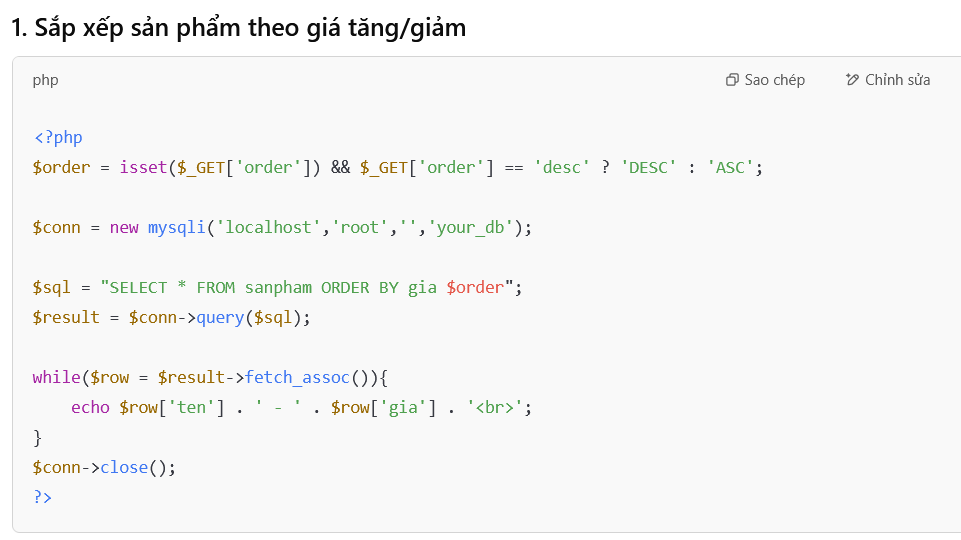 1. Sắp xếp sản phẩm theo giá tăng/giảm
php
Sao chép
Chỉnh sửa
<?php
$order = isset($_GET['order']) && $_GET['order'] == 'desc' ? 'DESC' : 'ASC';
$conn = new mysqli('localhost','root','','your_db');
$sql = "SELECT * FROM sanpham ORDER BY gia $order";
$result = $conn->query($sql);
while($row = $result->fetch_assoc()){
    echo $row['ten'] . ' - ' . $row['gia'] . '<br>';
}
$conn->close();
?>